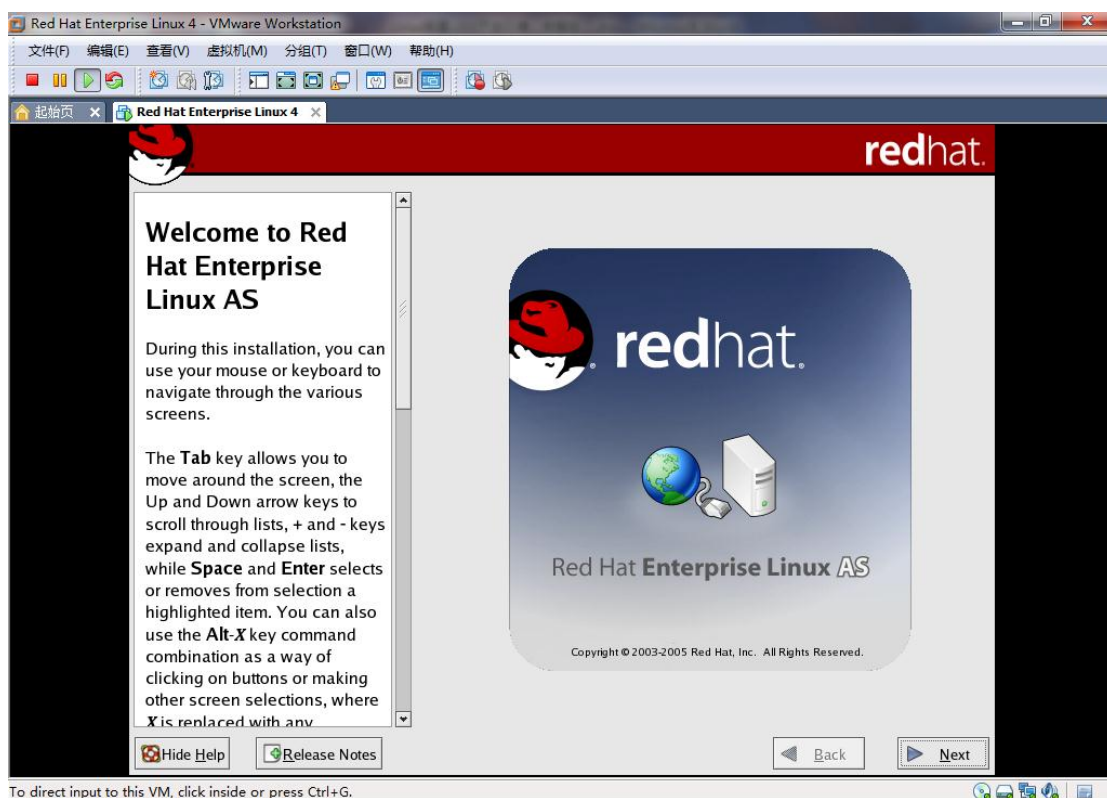 Red Hat Enterprise Linux 4 - VMware Workstation
文件(F) 编辑(E) 查看(V) 虚拟机(M) 分组(T) 窗口(W) 帮助(H)
起始页 Red Hat Enterprise Linux 4
redhat.
Welcome to Red
Hat Enterprise
Linux AS
During this installation, you can
use your mouse or keyboard to
navigate through the various
screens.
The Tab key allows you to
move around the screen, the
Up and Down arrow keys to
scroll through lists, + and - keys
expand and collapse lists,
while Space and Enter selects
or removes from selection a
highlighted item. You can also
use the Alt-X key command
combination as a way of
clicking on buttons or making
other screen selections, where
X is replaced with any
redhat.
Red Hat Enterprise Linux AS
Copyright © 2003-2005 Red Hat, Inc. All Rights Reserved.
Hide Help Release Notes Back Next
To direct input to this VM, click inside or press Ctrl+G.